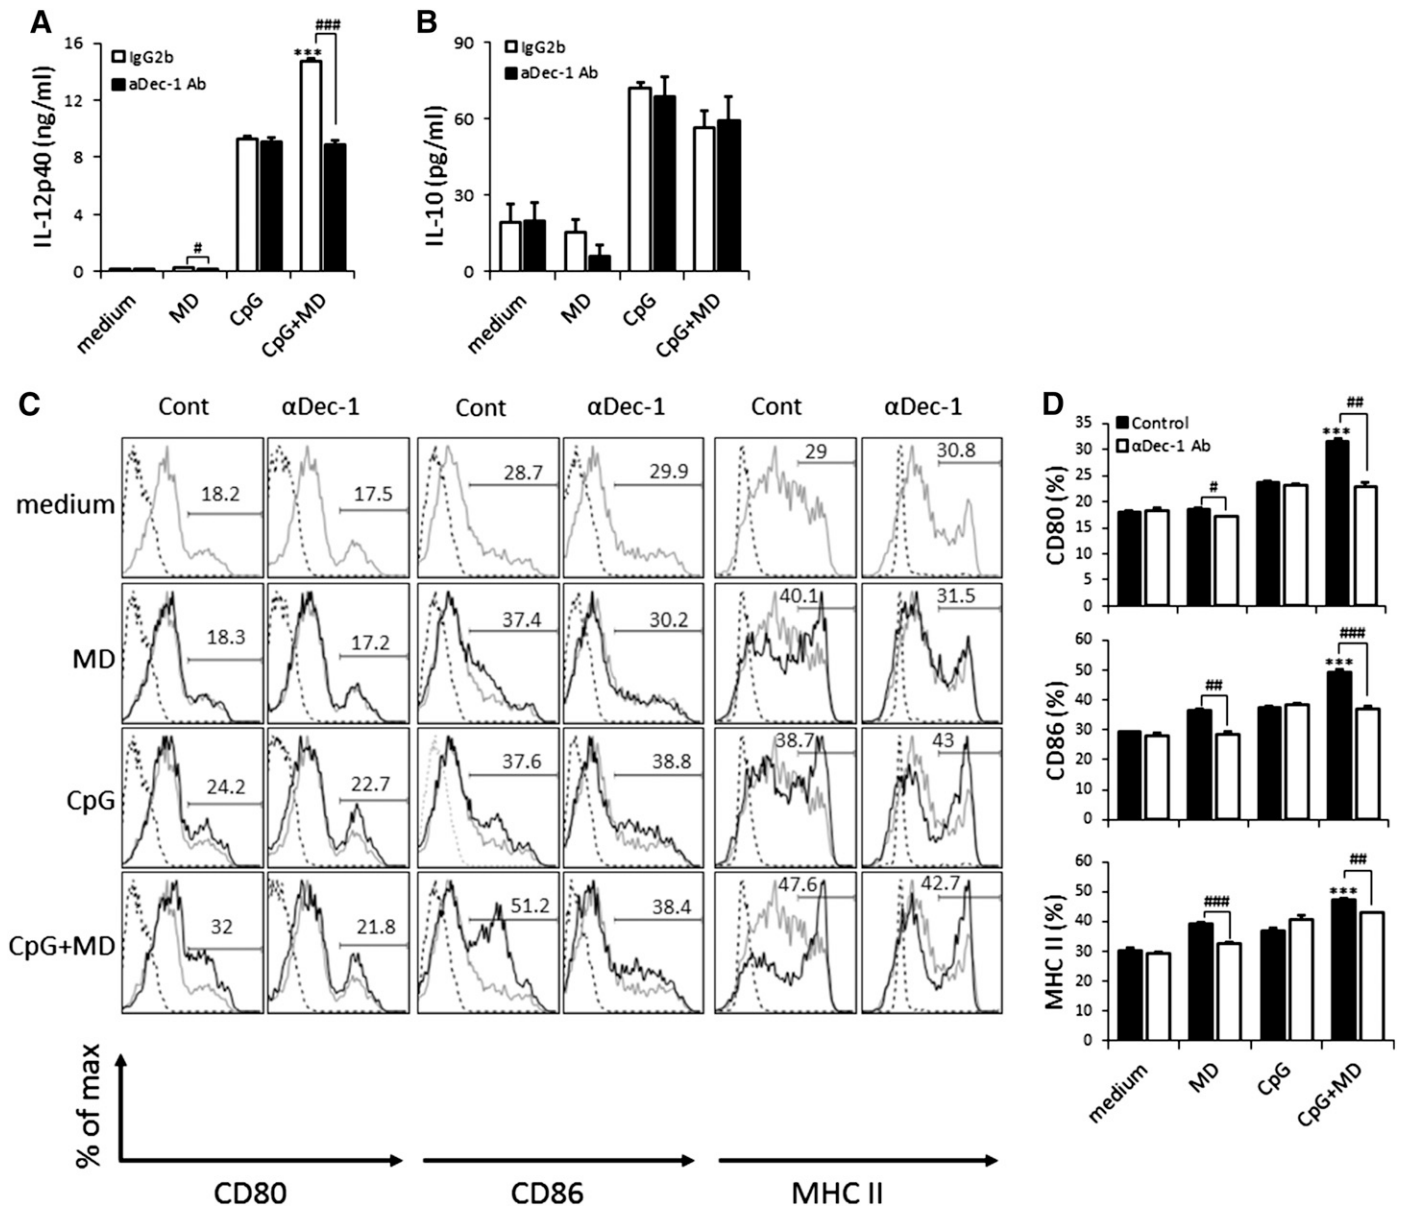 A
IL-12p40 (ng/ml)
16
12
8
4
0
IgG2b
aDec-1 Ab
#
***
###
medium
MD
CpG
CpG+MD
B
IL-10 (pg/ml)
90
60
30
0
IgG2b
aDec-1 Ab
medium
MD
CpG
CpG+MD
C
Cont αDec-1 Cont αDec-1 Cont αDec-1
medium 18.2 17.5 28.7 29.9 29 30.8
MD 18.3 17.2 37.4 30.2 40.1 31.5
CpG 24.2 22.7 37.6 38.8 38.7 43
CpG+MD 32 21.8 51.2 38.4 47.6 42.7
% of max
CD80 CD86 MHC II
D
CD80 (%)
35
30
25
20
15
10
5
0
Control
αDec-1 Ab
#
***
##
CD86 (%)
60
50
40
30
20
10
0
##
***
###
MHC II (%)
60
50
40
30
20
10
0
###
***
##
medium
MD
CpG
CpG+MD